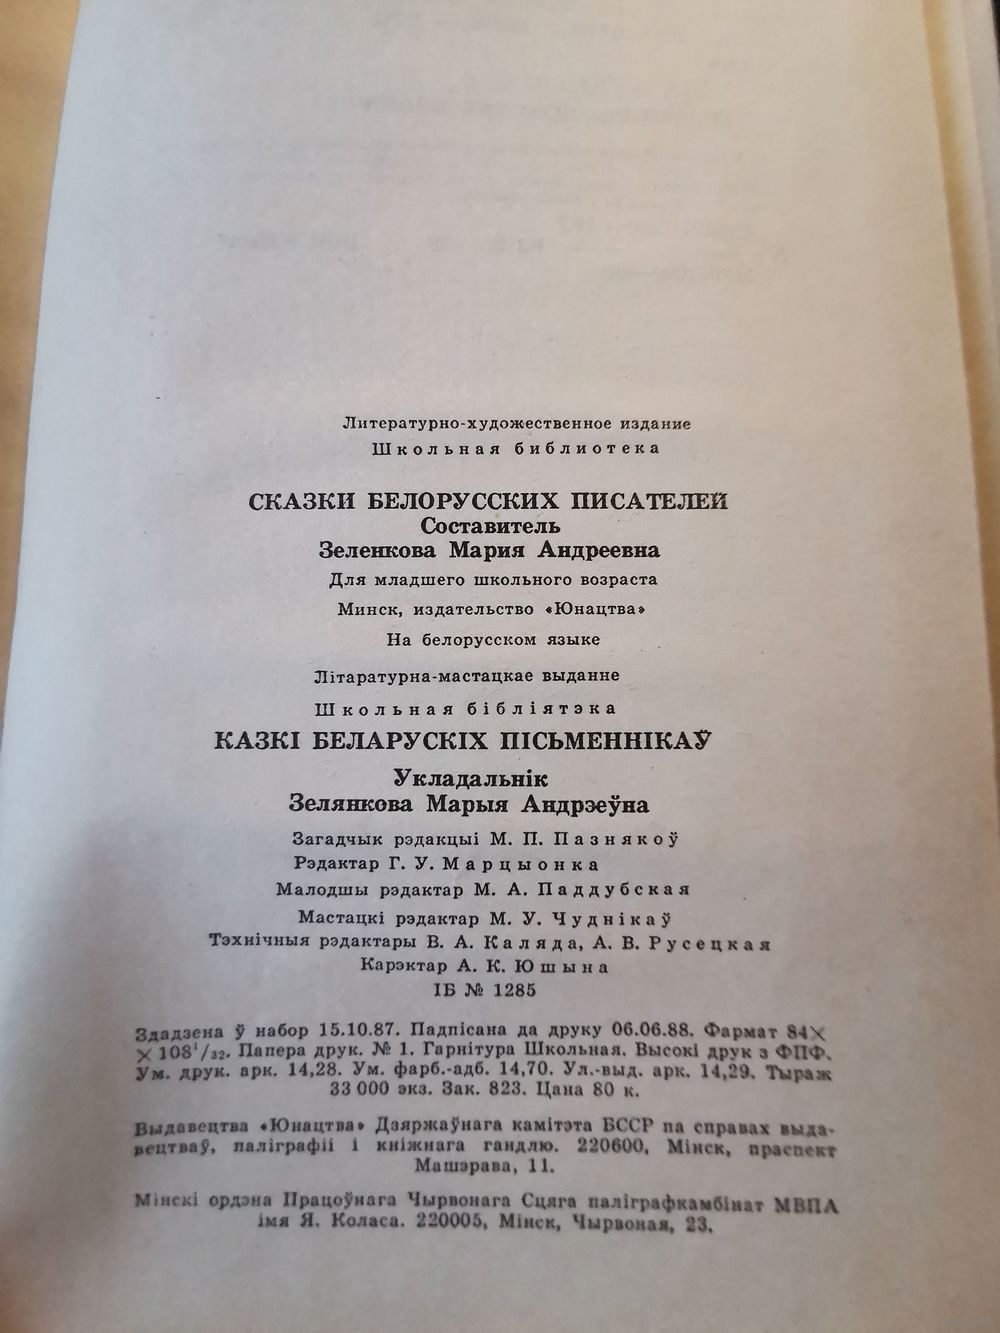 Литературно-художественное издание
Школьная библиотека
СКАЗКИ БЕЛОРУССКИХ ПИСАТЕЛЕЙ
Составитель
Зеленкова Мария Андреевна
Для младшего школьного возраста
Минск, издательство «Юнацтва»
На белорусском языке
Літаратурна-мастацкае выданне
Школьная бібліятэка
КАЗКІ БЕЛАРУСКІХ ПІСЬМЕННІКАЎ
Укладальнік
Зелянкова Марыя Андрэеўна
Загадчык рэдакцыі М. П. Пазнякоў
Рэдактар Г. У. Марцыонка
Малодшы рэдактар М. А. Паддубская
Мастацкі рэдактар М. У. Чуднікаў
Тэхнічныя рэдактары В. А. Каляда, А. В. Русецкая
Карэктар А. К. Юшына
ІБ № 1285
Здадзена ў набор 15.10.87. Падпісана да друку 06.06.88. Фармат 84×
×108¹/₃₂. Папера друк. № 1. Гарнітура Школьная. Высокі друк з ФПФ.
Ум. друк. арк. 14,28. Ум. фарб.-адб. 14,70. Ул.-выд. арк. 14,29. Тыраж
33 000 экз. Зак. 823. Цана 80 к.
Выдавецтва «Юнацтва» Дзяржаўнага камітэта БССР па справах выда-
вецтваў, паліграфіі і кніжнага гандлю. 220600, Мінск, праспект
Машэрава, 11.
Мінскі ордэна Працоўнага Чырвонага Сцяга паліграфкамбінат МВПА
імя Я. Коласа. 220005, Мінск, Чырвоная, 23.